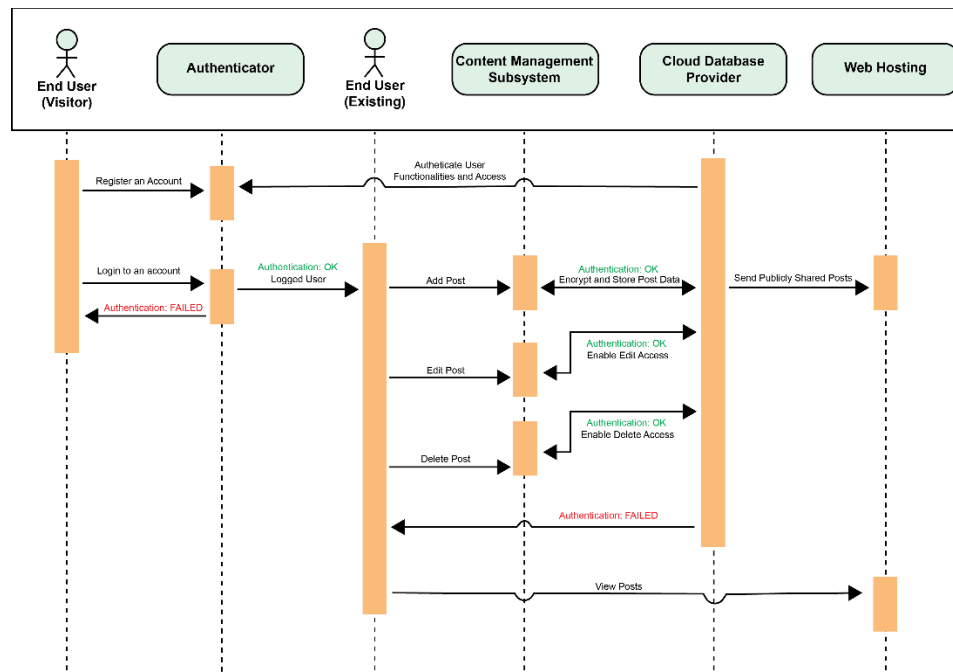 End User
(Visitor)
Authenticator
End User
(Existing)
Content Management
Subsystem
Cloud Database
Provider
Web Hosting
Register an Account
Autheticate User
Functionalities and Access
Login to an account
Authentication: OK
Logged User
Add Post
Authentication: OK
Encrypt and Store Post Data
Send Publicly Shared Posts
Authentication: FAILED
Authentication: OK
Enable Edit Access
Edit Post
Authentication: OK
Enable Delete Access
Delete Post
Authentication: FAILED
View Posts